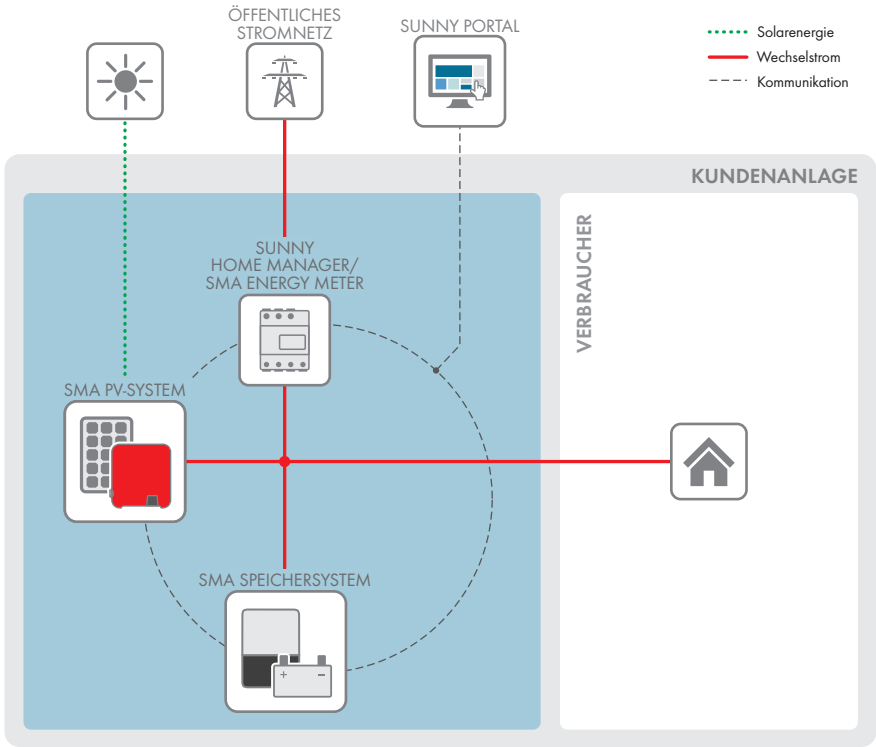 ÖFFENTLICHES
STROMNETZ
SUNNY PORTAL
Solarenergie
Wechselstrom
Kommunikation
KUNDENANLAGE
VERBRAUCHER
SUNNY
HOME MANAGER/
SMA ENERGY METER
SMA PV-SYSTEM
SMA SPEICHERSYSTEM
+ −